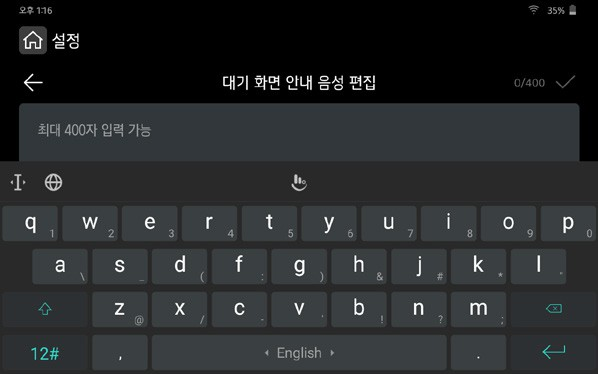 오후 1:16 35%
설정
대기 화면 안내 음성 편집 0/400
최대 400자 입력 가능
q 1 w 2 e 3 r 4 t 5 y 6 u 7 i 8 o 9 p 0
a \ s _ d ( f : g ) h & j # k * l "
z @ x / c - v ' b ! n ? m ;
12# , English .